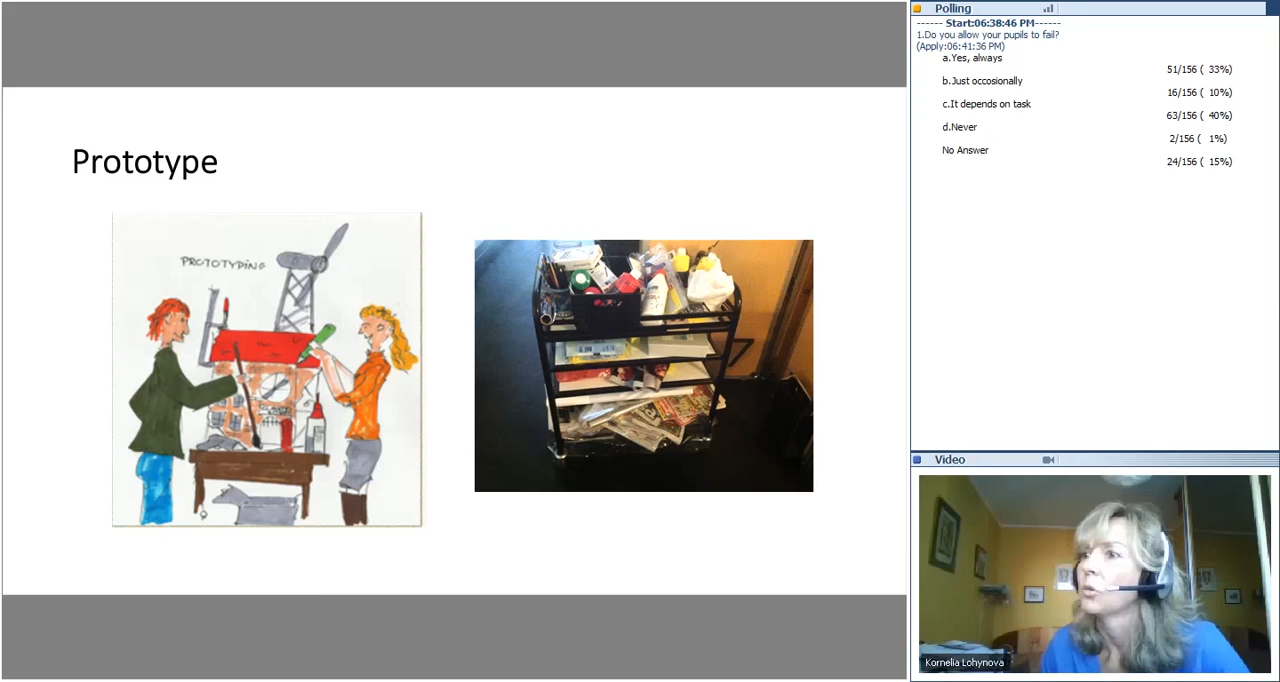 Prototype
PROTOTYPING
Polling
------ Start:06:38:46 PM------
1.Do you allow your pupils to fail?
(Apply:06:41:36 PM)
a.Yes, always
51/156 ( 33%)
b.Just occosionally
16/156 ( 10%)
c.It depends on task
63/156 ( 40%)
d.Never
2/156 ( 1%)
No Answer
24/156 ( 15%)
Video
Kornelia Lohynova